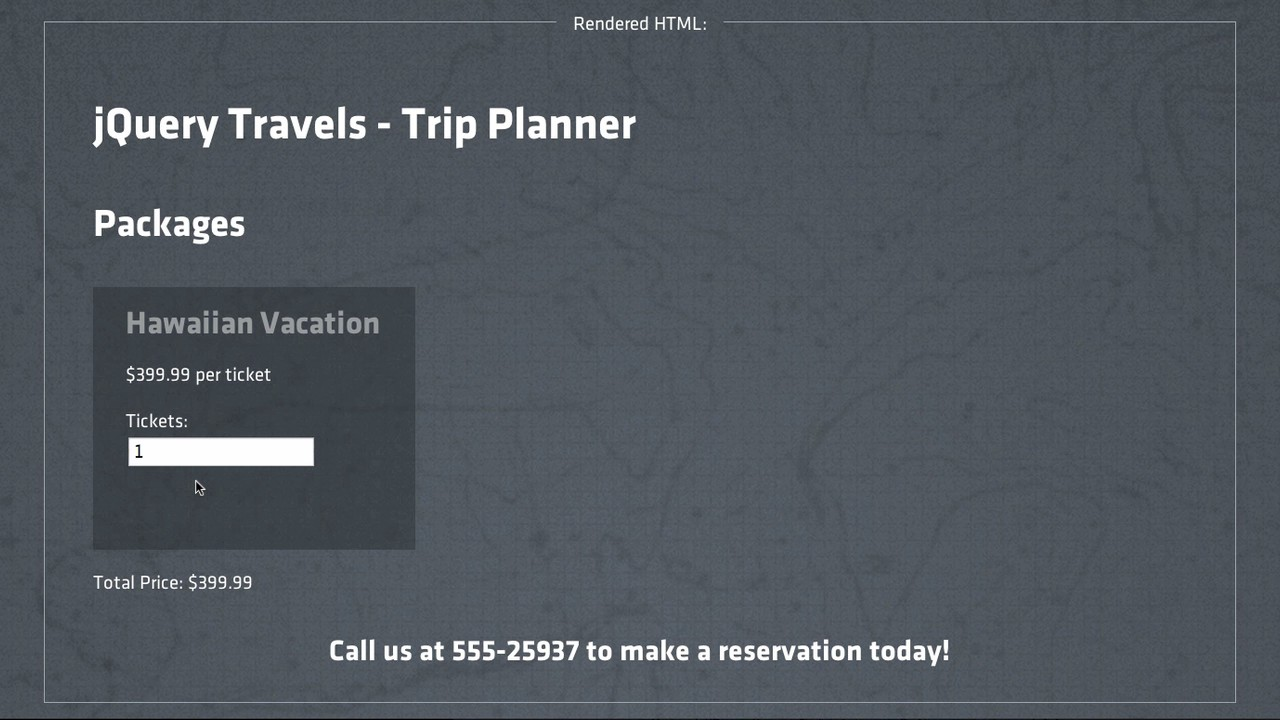 Rendered HTML:
jQuery Travels - Trip Planner
Packages
Hawaiian Vacation
$399.99 per ticket
Tickets:
1
Total Price: $399.99
Call us at 555-25937 to make a reservation today!